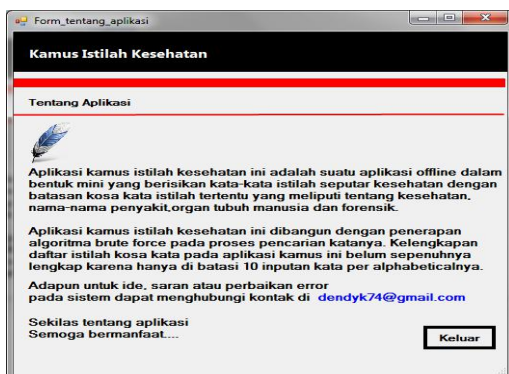 Form_tentang_aplikasi
Kamus Istilah Kesehatan
Tentang Aplikasi
Aplikasi kamus istilah kesehatan ini adalah suatu aplikasi offline dalam
bentuk mini yang berisikan kata-kata istilah seputar kesehatan dengan
batasan kosa kata istilah tertentu yang meliputi tentang kesehatan,
nama-nama penyakit,organ tubuh manusia dan forensik.
Aplikasi kamus istilah kesehatan ini dibangun dengan penerapan
algoritma brute force pada proses pencarian katanya. Kelengkapan
daftar istilah kosa kata pada aplikasi kamus ini belum sepenuhnya
lengkap karena hanya di batasi 10 inputan kata per alphabeticalnya.
Adapun untuk ide, saran atau perbaikan error
pada sistem dapat menghubungi kontak di dendyk74@gmail.com
Sekilas tentang aplikasi
Semoga bermanfaat....
Keluar